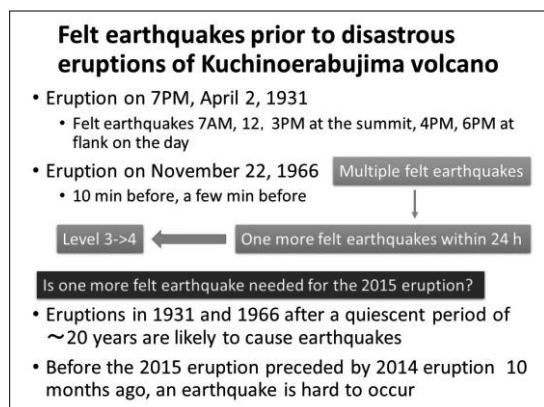 Felt earthquakes prior to disastrous
eruptions of Kuchinoerabujima volcano
• Eruption on 7PM, April 2, 1931
• Felt earthquakes 7AM, 12, 3PM at the summit, 4PM, 6PM at
flank on the day
• Eruption on November 22, 1966
Multiple felt earthquakes
• 10 min before, a few min before
Level 3->4
One more felt earthquakes within 24 h
Is one more felt earthquake needed for the 2015 eruption?
• Eruptions in 1931 and 1966 after a quiescent period of
～20 years are likely to cause earthquakes
• Before the 2015 eruption preceded by 2014 eruption 10
months ago, an earthquake is hard to occur